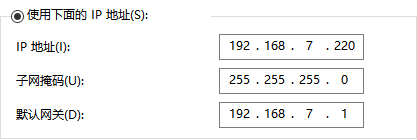 使用下面的 IP 地址(S):
IP 地址(I): 192 . 168 . 7 . 220
子网掩码(U): 255 . 255 . 255 . 0
默认网关(D): 192 . 168 . 7 . 1